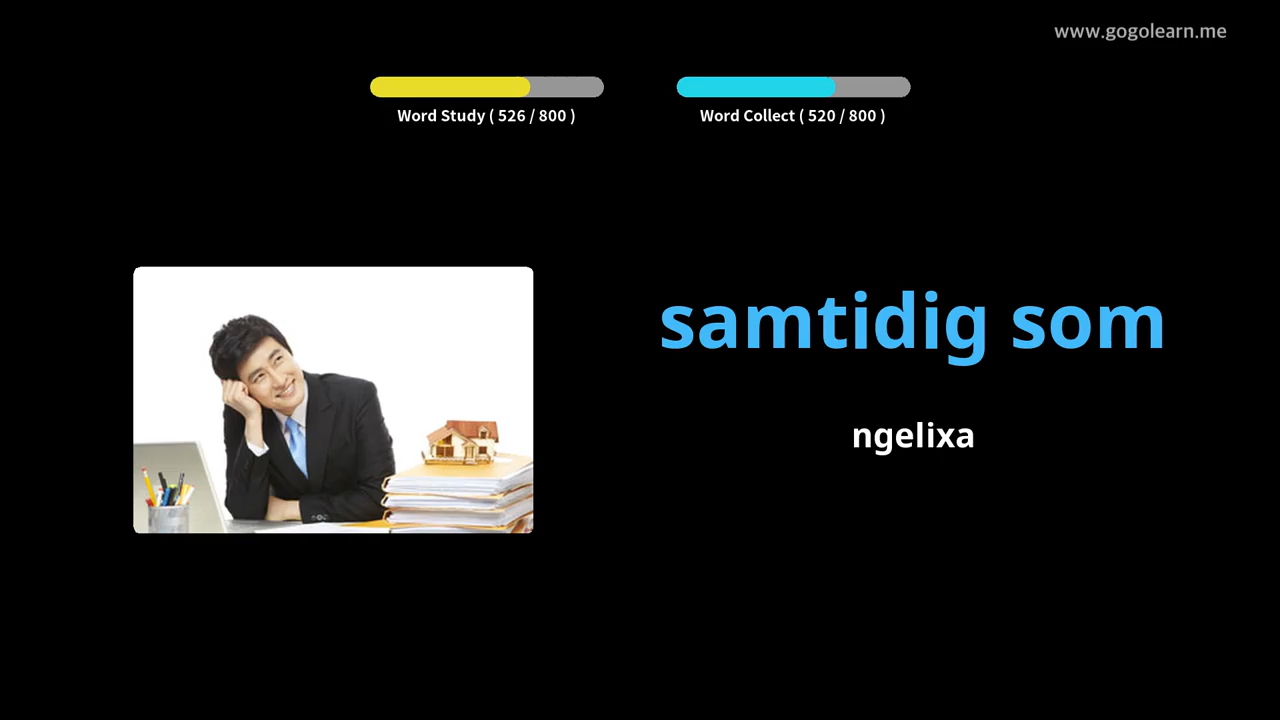 www.gogolearn.me
Word Study ( 526 / 800 )
Word Collect ( 520 / 800 )
samtidig som
ngelixa